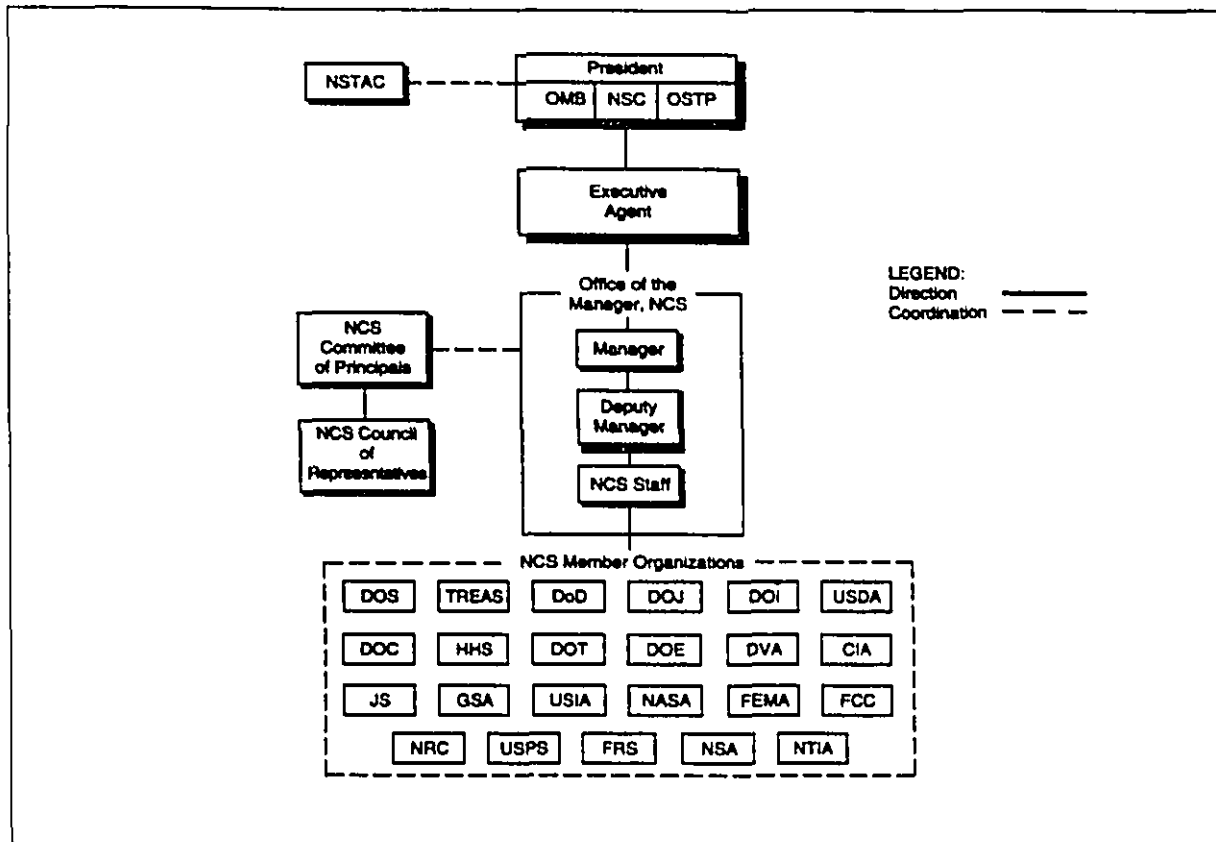 NSTAC
President
OMB NSC OSTP
Executive
Agent
Office of the
Manager, NCS
LEGEND:
Direction
Coordination
NCS
Committee
of Principals
Manager
Deputy
Manager
NCS Council
of
Representatives
NCS Staff
NCS Member Organizations
DOS TREAS DoD DOJ DOI USDA
DOC HHS DOT DOE DVA CIA
JS GSA USIA NASA FEMA FCC
NRC USPS FRS NSA NTIA